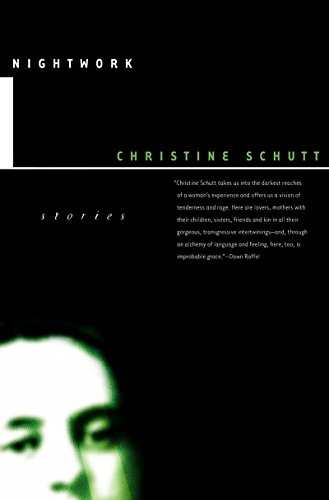 NIGHTWORK
CHRISTINE SCHUTT
"Christine Schutt takes us into the darkest reaches
of a woman's experience and offers us a vision of
tenderness and rage. Here are lovers, mothers with
their children, sisters, friends and kin in all their
gorgeous, transgressive intertwinings—and, through
an alchemy of language and feeling, here, too, is
improbable grace."—Dawn Raffel
stories